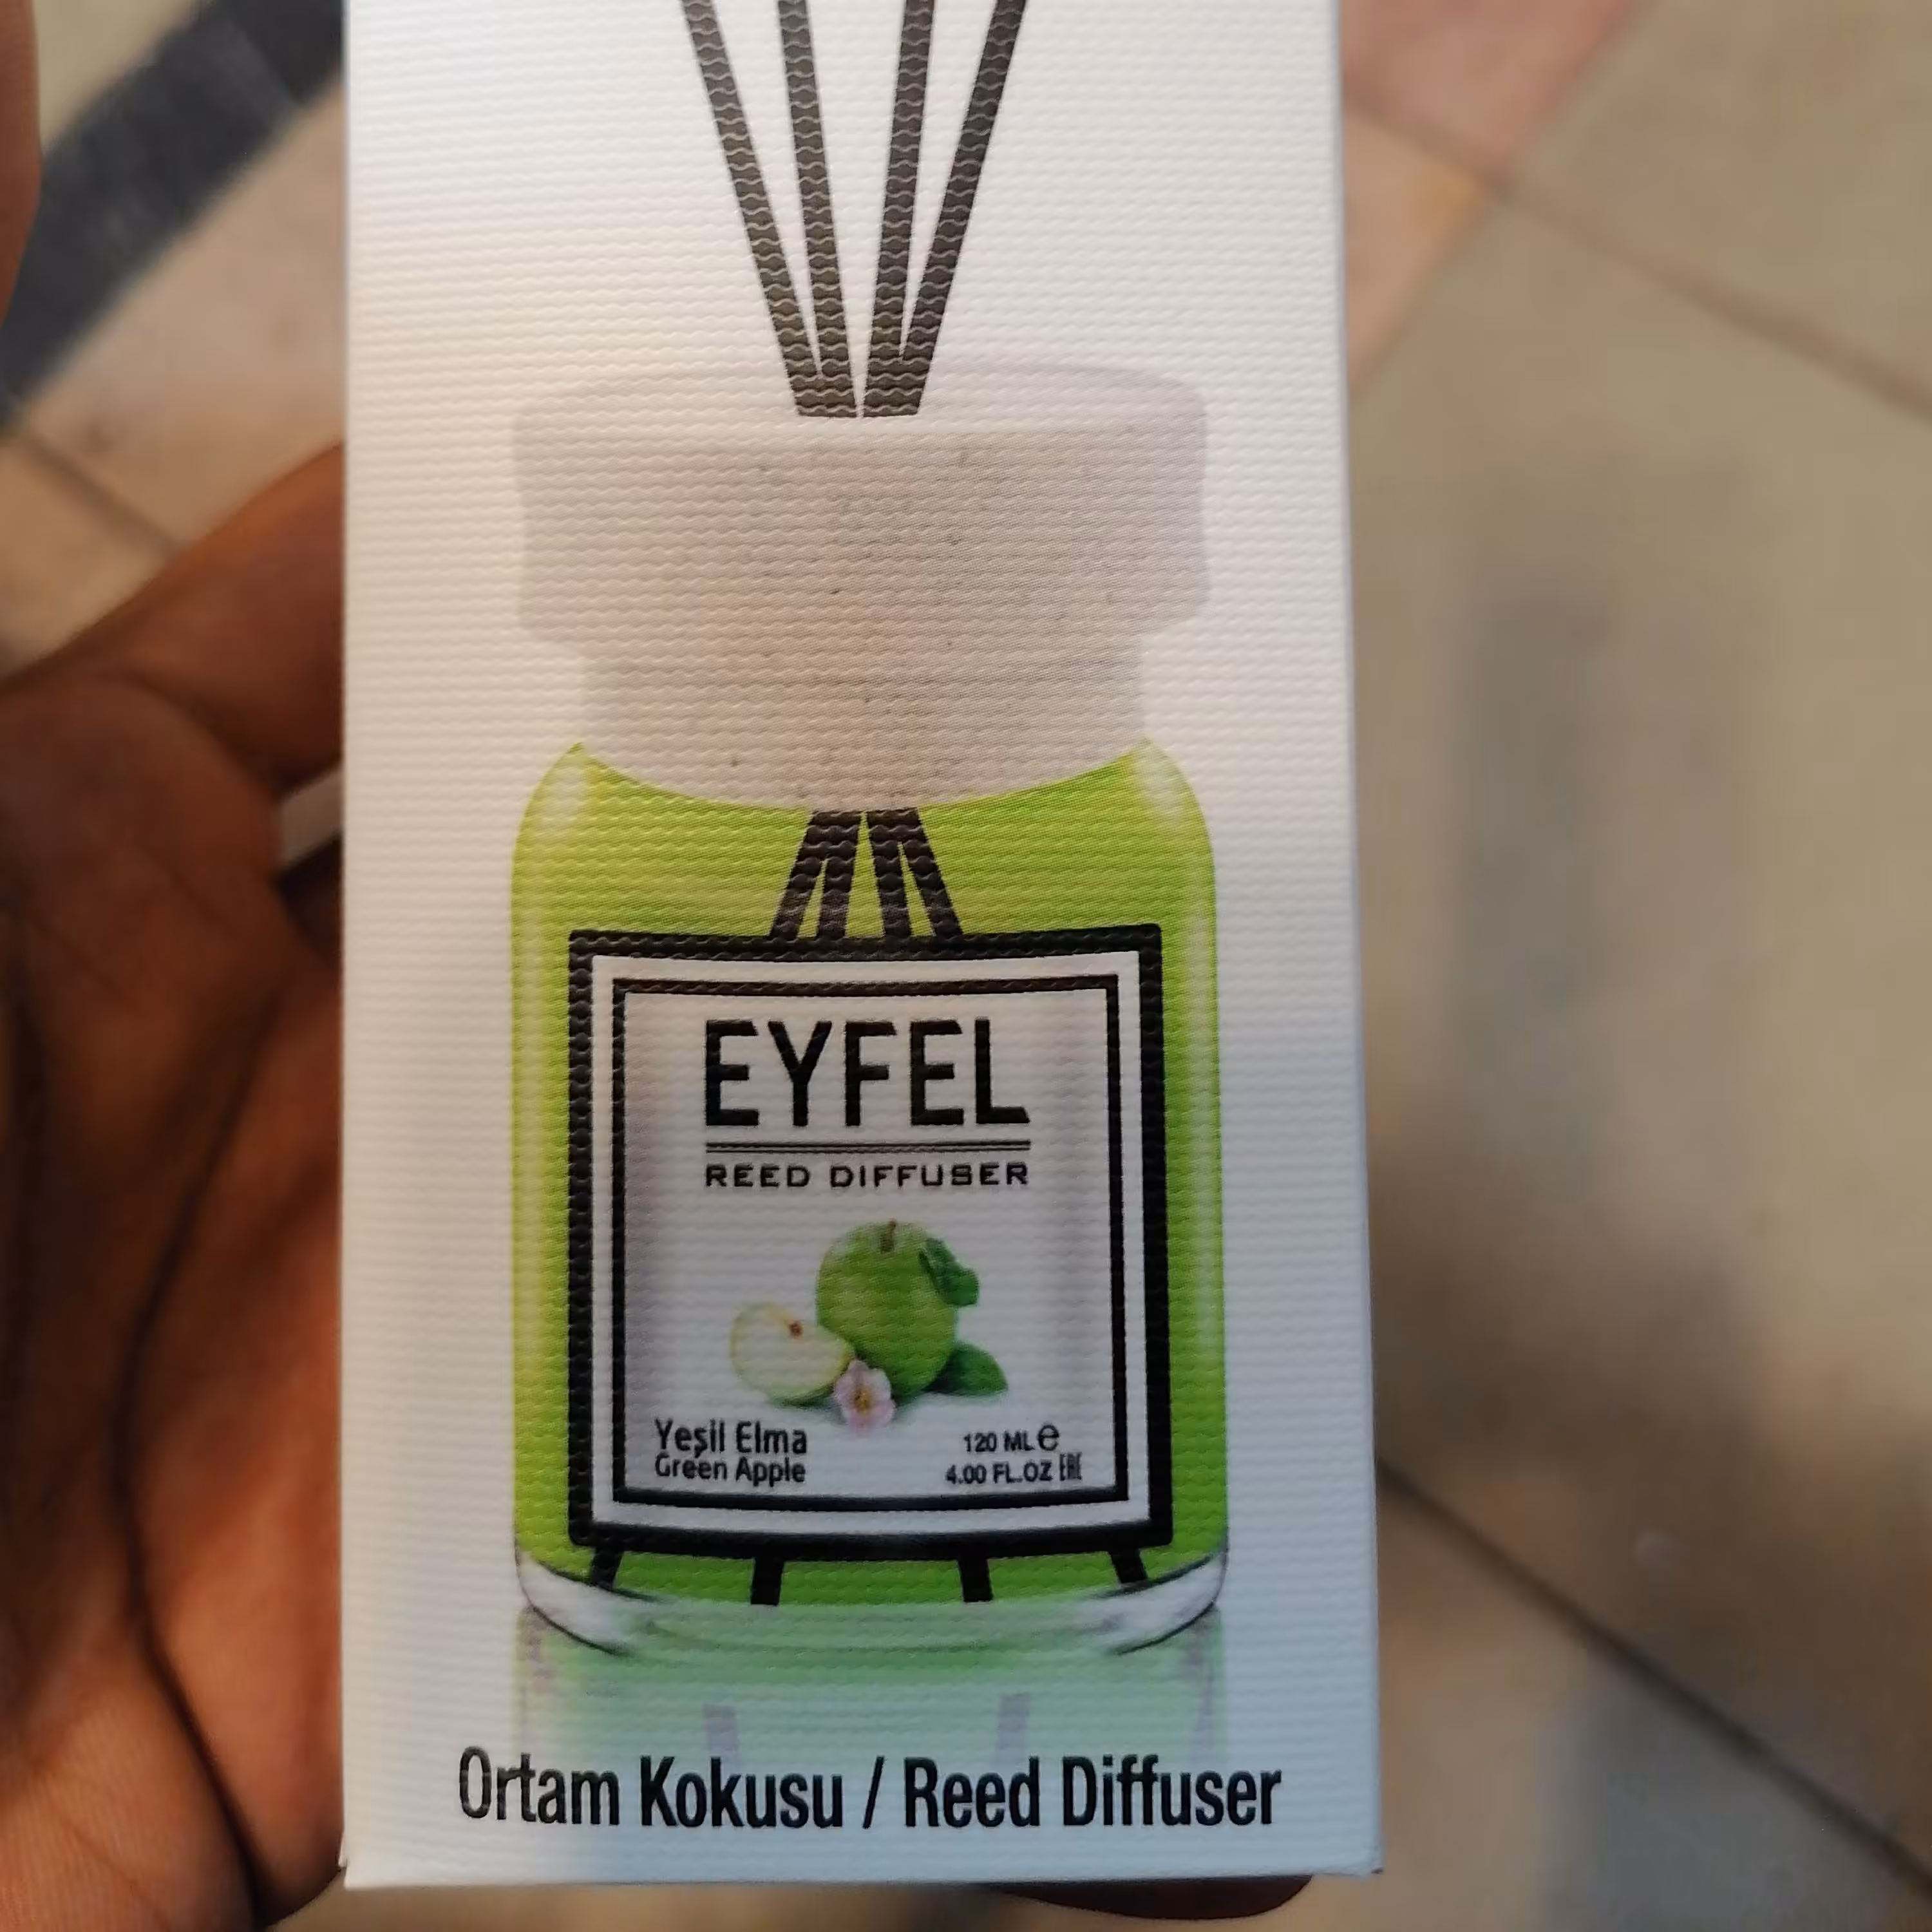 EYFEL
REED DIFFUSER
Yeşil Elma
Green Apple
120 ML ℮
4.00 FL.OZ EAC
Ortam Kokusu / Reed Diffuser